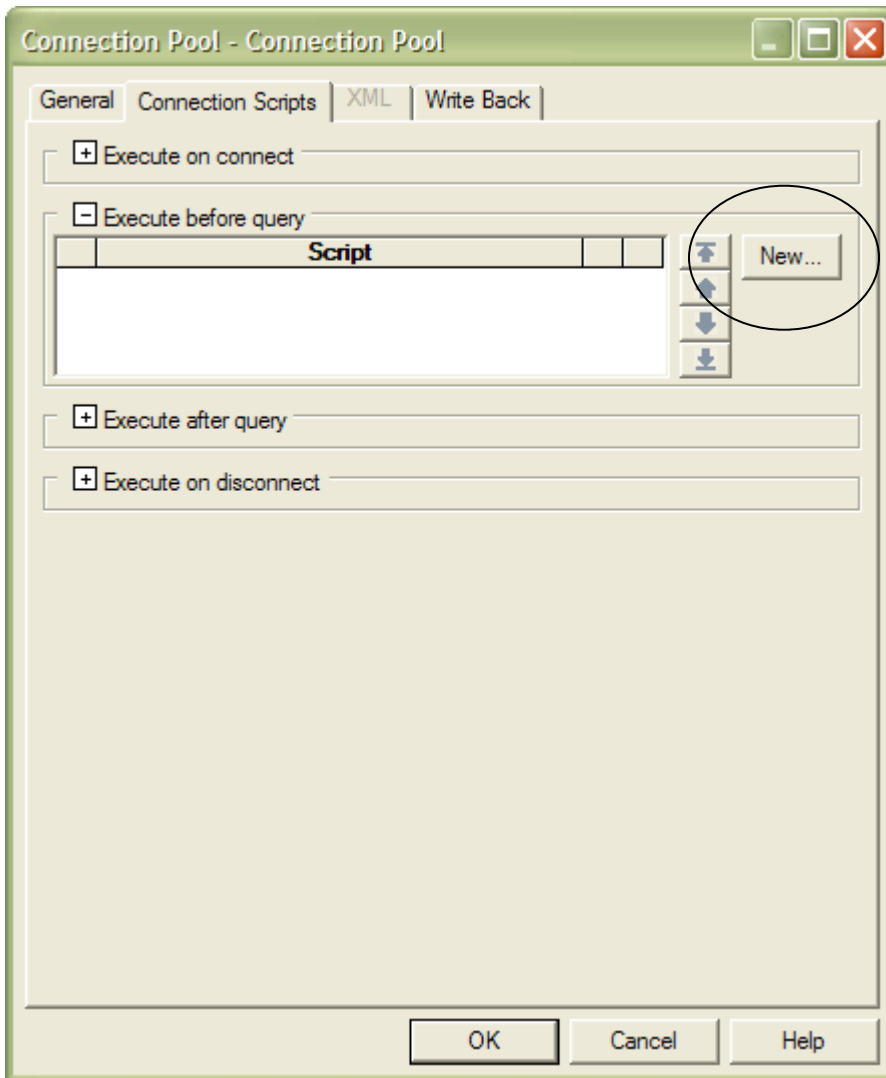 Connection Pool - Connection Pool
General Connection Scripts XML Write Back
Execute on connect
Execute before query
Script
New...
Execute after query
Execute on disconnect
OK Cancel Help